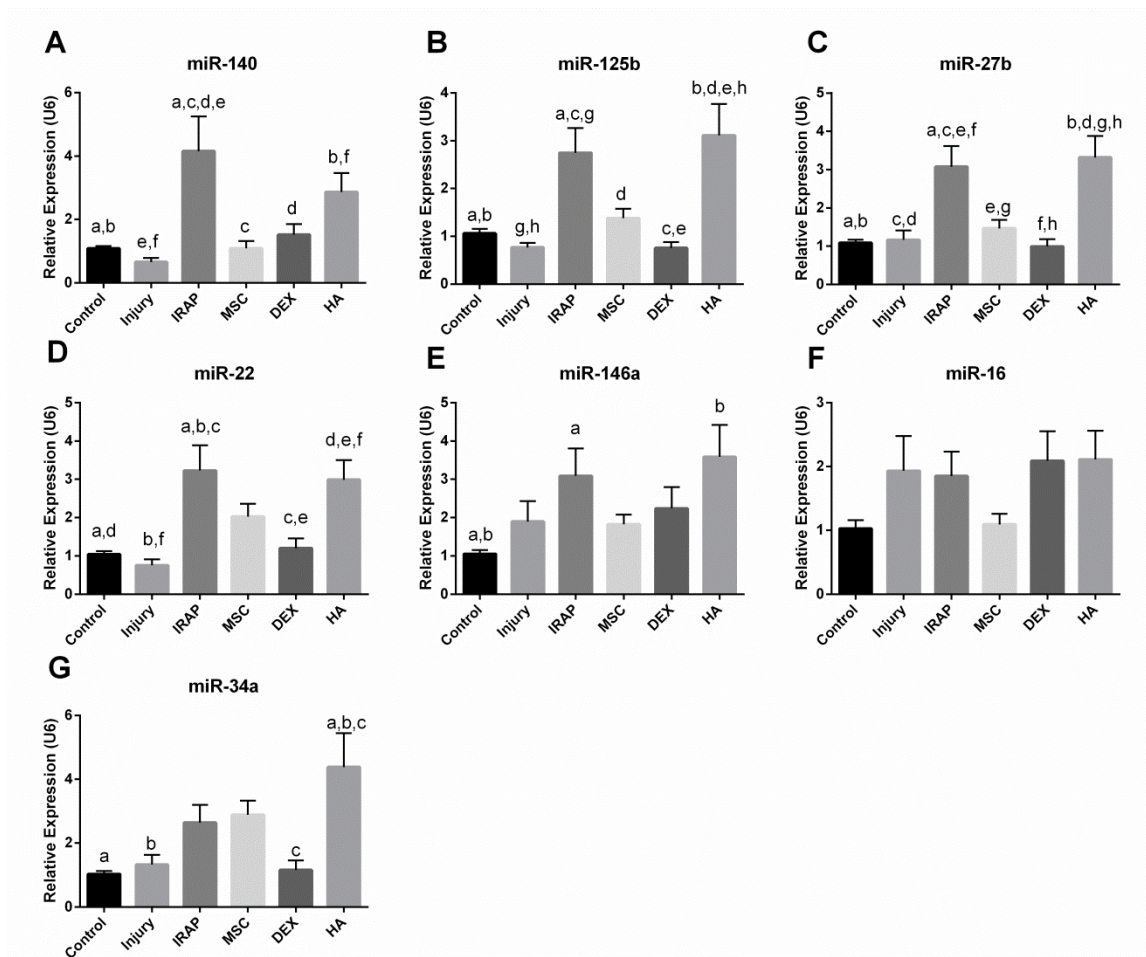 A
miR-140
Relative Expression (U6)
6
4
2
0
a,b
e,f
a,c,d,e
c
d
b,f
Control
Injury
IRAP
MSC
DEX
HA
B
miR-125b
Relative Expression (U6)
4
3
2
1
0
a,b
g,h
a,c,g
d
c,e
b,d,e,h
Control
Injury
IRAP
MSC
DEX
HA
C
miR-27b
Relative Expression (U6)
5
4
3
2
1
0
a,b
c,d
a,c,e,f
e,g
f,h
b,d,g,h
Control
Injury
IRAP
MSC
DEX
HA
D
miR-22
Relative Expression (U6)
5
4
3
2
1
0
a,d
b,f
a,b,c
c,e
d,e,f
Control
Injury
IRAP
MSC
DEX
HA
E
miR-146a
Relative Expression (U6)
5
4
3
2
1
0
a,b
a
b
Control
Injury
IRAP
MSC
DEX
HA
F
miR-16
Relative Expression (U6)
3
2
1
0
Control
Injury
IRAP
MSC
DEX
HA
G
miR-34a
Relative Expression (U6)
6
4
2
0
a
b
c
a,b,c
Control
Injury
IRAP
MSC
DEX
HA